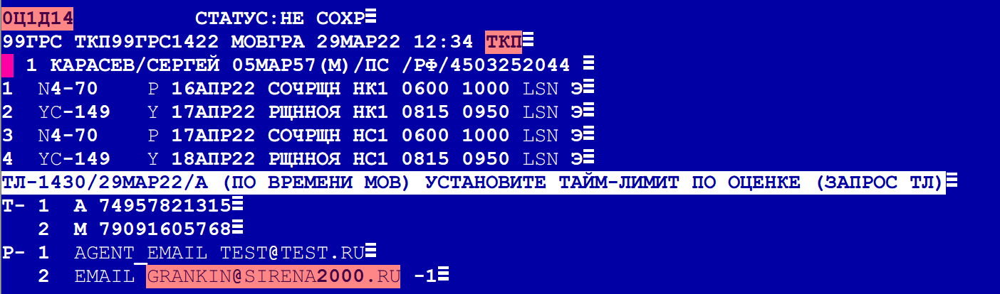 0Ц1Д14 СТАТУС:НЕ СОХР
99ГРС ТКП99ГРС1422 МОВГРА 29МАР22 12:34 ТКП
1 КАРАСЕВ/СЕРГЕЙ 05МАР57(М)/ПС /РФ/4503252044
1 N4-70 P 16АПР22 СОЧРЩН НК1 0600 1000 LSN Э
2 YC-149 Y 17АПР22 РЩННОЯ НК1 0815 0950 LSN Э
3 N4-70 P 17АПР22 СОЧРЩН НС1 0600 1000 LSN Э
4 YC-149 Y 18АПР22 РЩННОЯ НС1 0815 0950 LSN Э
ТЛ-1430/29МАР22/А (ПО ВРЕМЕНИ МОВ) УСТАНОВИТЕ ТАЙМ-ЛИМИТ ПО ОЦЕНКЕ (ЗАПРОС ТЛ)
Т- 1 А 74957821315
2 М 79091605768
Р- 1 AGENT_EMAIL TEST@TEST.RU
2 EMAIL GRANKIN@SIRENA2000.RU -1